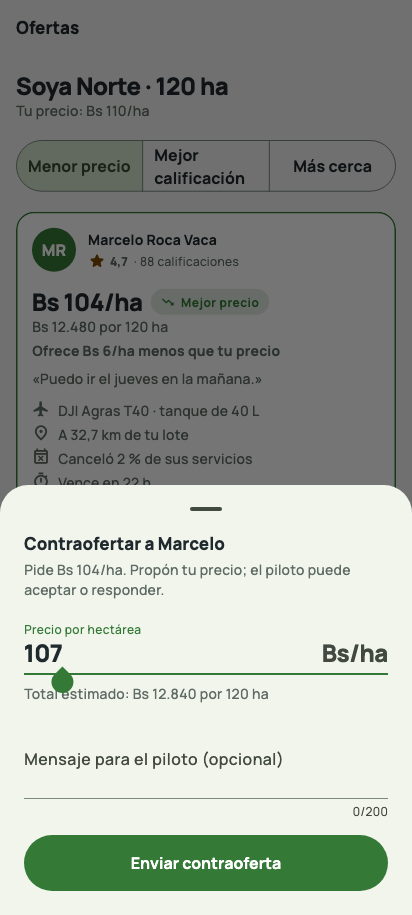 Ofertas
Soya Norte · 120 ha
Tu precio: Bs 110/ha
Menor precio
Mejor
calificación
Más cerca
MR
Marcelo Roca Vaca
4,7 · 88 calificaciones
Bs 104/ha
Mejor precio
Bs 12.480 por 120 ha
Ofrece Bs 6/ha menos que tu precio
«Puedo ir el jueves en la mañana.»
DJI Agras T40 · tanque de 40 L
A 32,7 km de tu lote
Canceló 2 % de sus servicios
Vence en 22 h
Contraofertar a Marcelo
Pide Bs 104/ha. Propón tu precio; el piloto puede
aceptar o responder.
Precio por hectárea
107 Bs/ha
Total estimado: Bs 12.840 por 120 ha
Mensaje para el piloto (opcional)
0/200
Enviar contraoferta